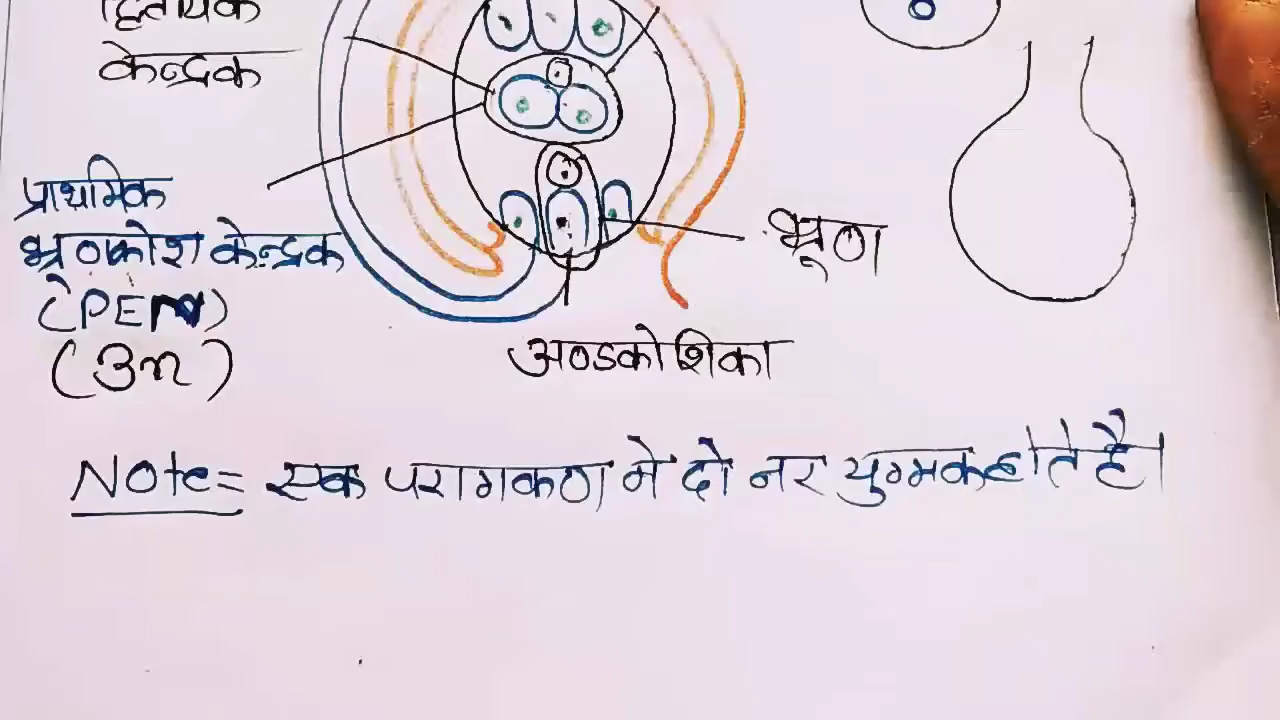 द्वितीयक
केन्द्रक
प्राथमिक
भ्रूणकोश केन्द्रक
(PEN)
(3n)
भ्रूण
अण्डकोशिका
Note= एक परागकण मे दो नर युग्मक होते है।